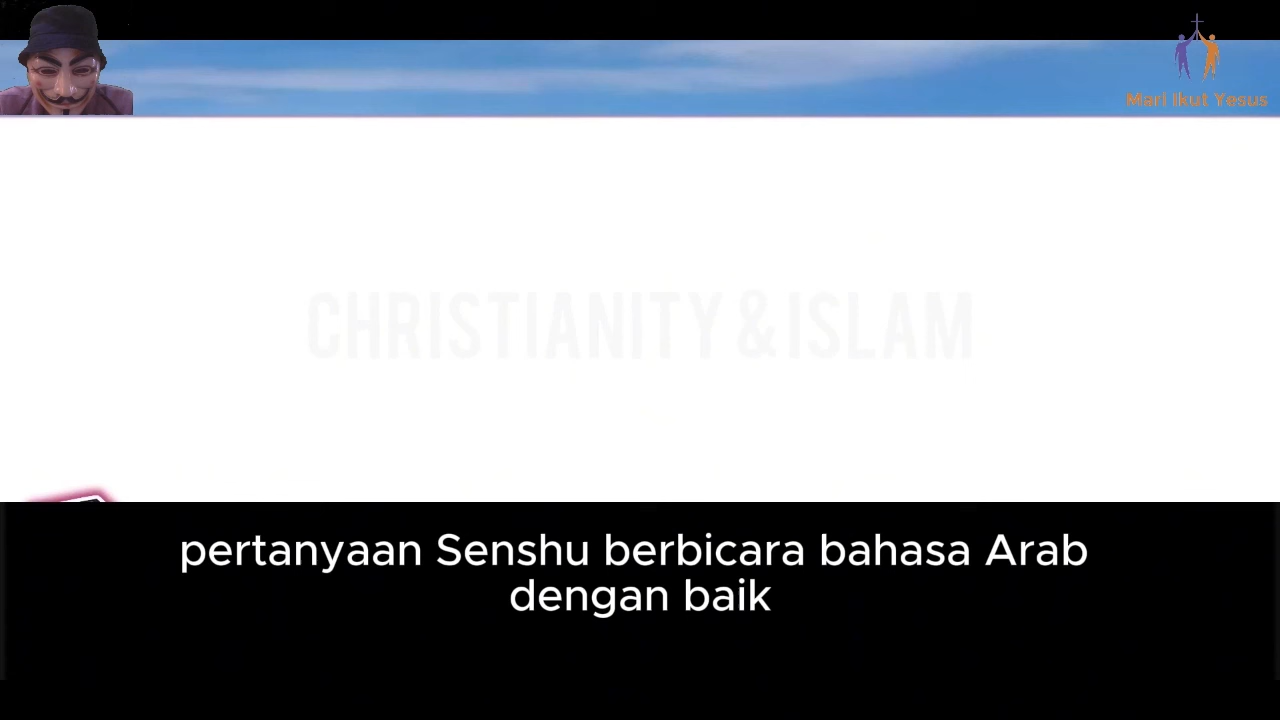 Mari Ikut Yesus
CHRISTIANITY & ISLAM
pertanyaan Senshu berbicara bahasa Arab
dengan baik